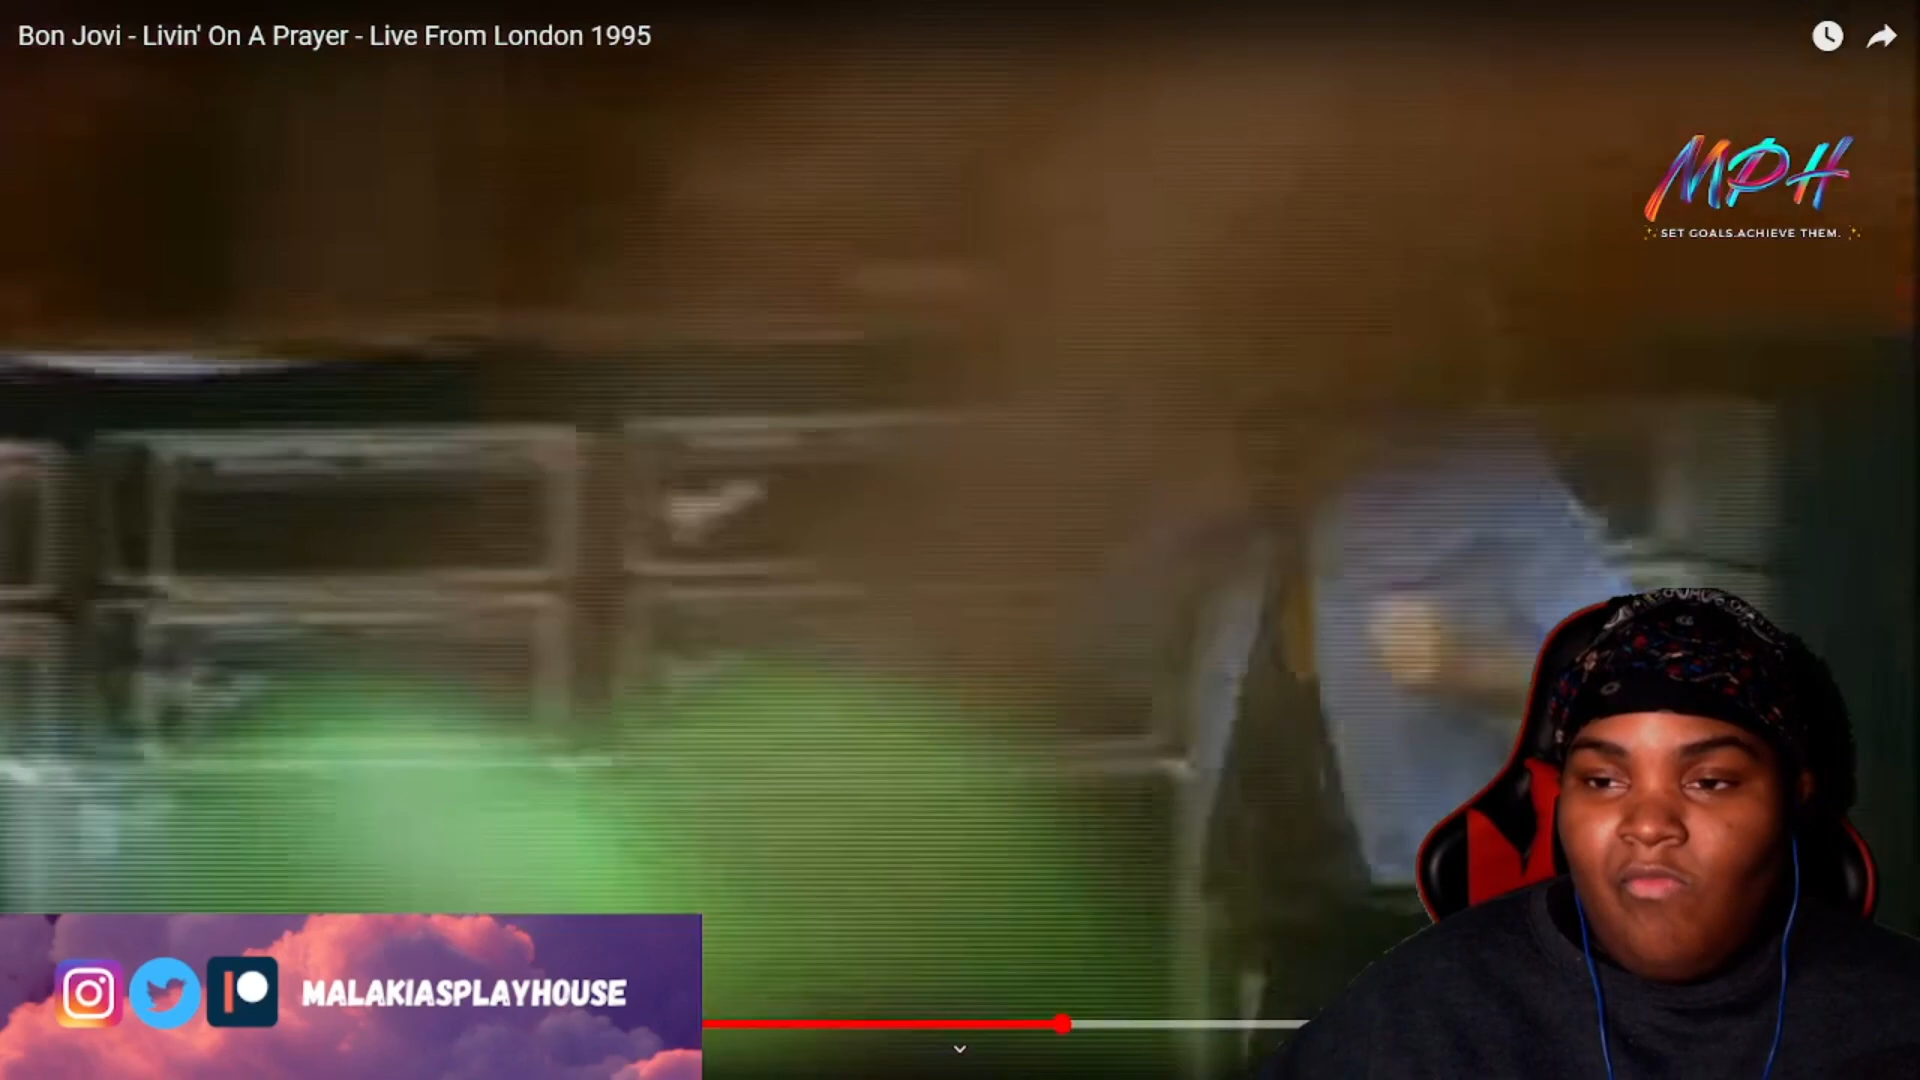 Bon Jovi - Livin' On A Prayer - Live From London 1995
MPH
SET GOALS.ACHIEVE THEM.
MALAKIASPLAYHOUSE